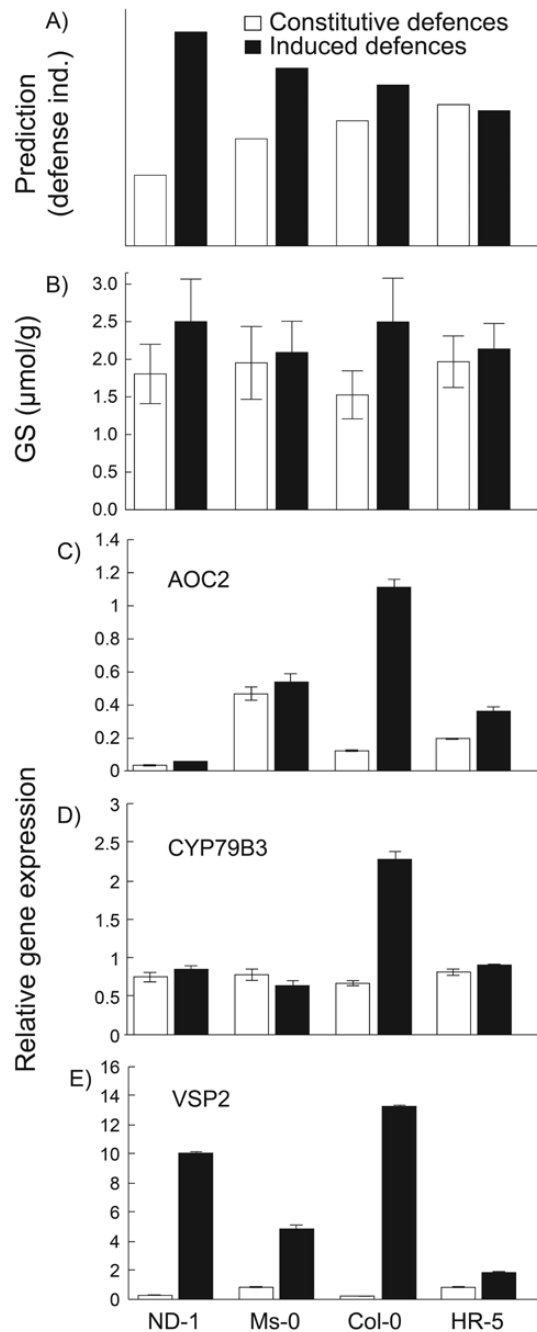 A)
Constitutive defences
Induced defences
Prediction
(defense ind.)
B)
GS (μmol/g)
3.0
2.5
2.0
1.5
1.0
0.5
0.0
C)
AOC2
1.4
1.2
1
0.8
0.6
0.4
0.2
0
Relative gene expression
D)
CYP79B3
3
2.5
2
1.5
1
0.5
0
E)
VSP2
16
14
12
10
8
6
4
2
0
ND-1 Ms-0 Col-0 HR-5